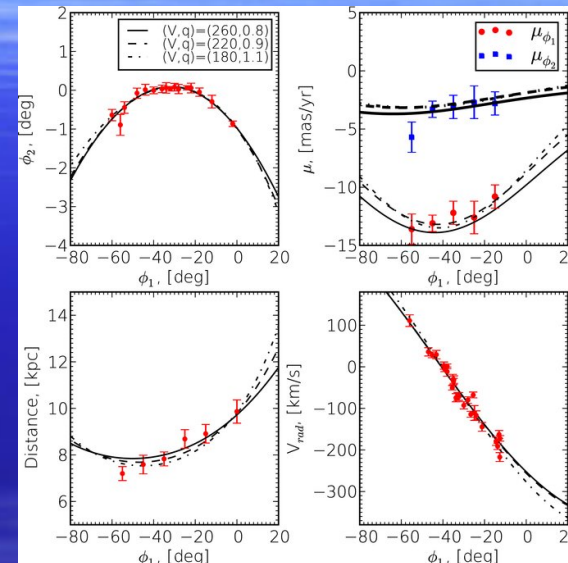 2
1
0
−1
−2
−3
−4
−80 −60 −40 −20 0 20
ϕ₁, [deg]
ϕ₂, [deg]
(V,q)=(260,0.8)
(V,q)=(220,0.9)
(V,q)=(180,1.1)
0
−5
−10
−15
−80 −60 −40 −20 0 20
ϕ₁, [deg]
μ, [mas/yr]
μϕ₁
μϕ₂
14
12
10
8
6
−80 −60 −40 −20 0 20
ϕ₁, [deg]
Distance, [kpc]
100
0
−100
−200
−300
−80 −60 −40 −20 0 20
ϕ₁, [deg]
V_rad, [km/s]